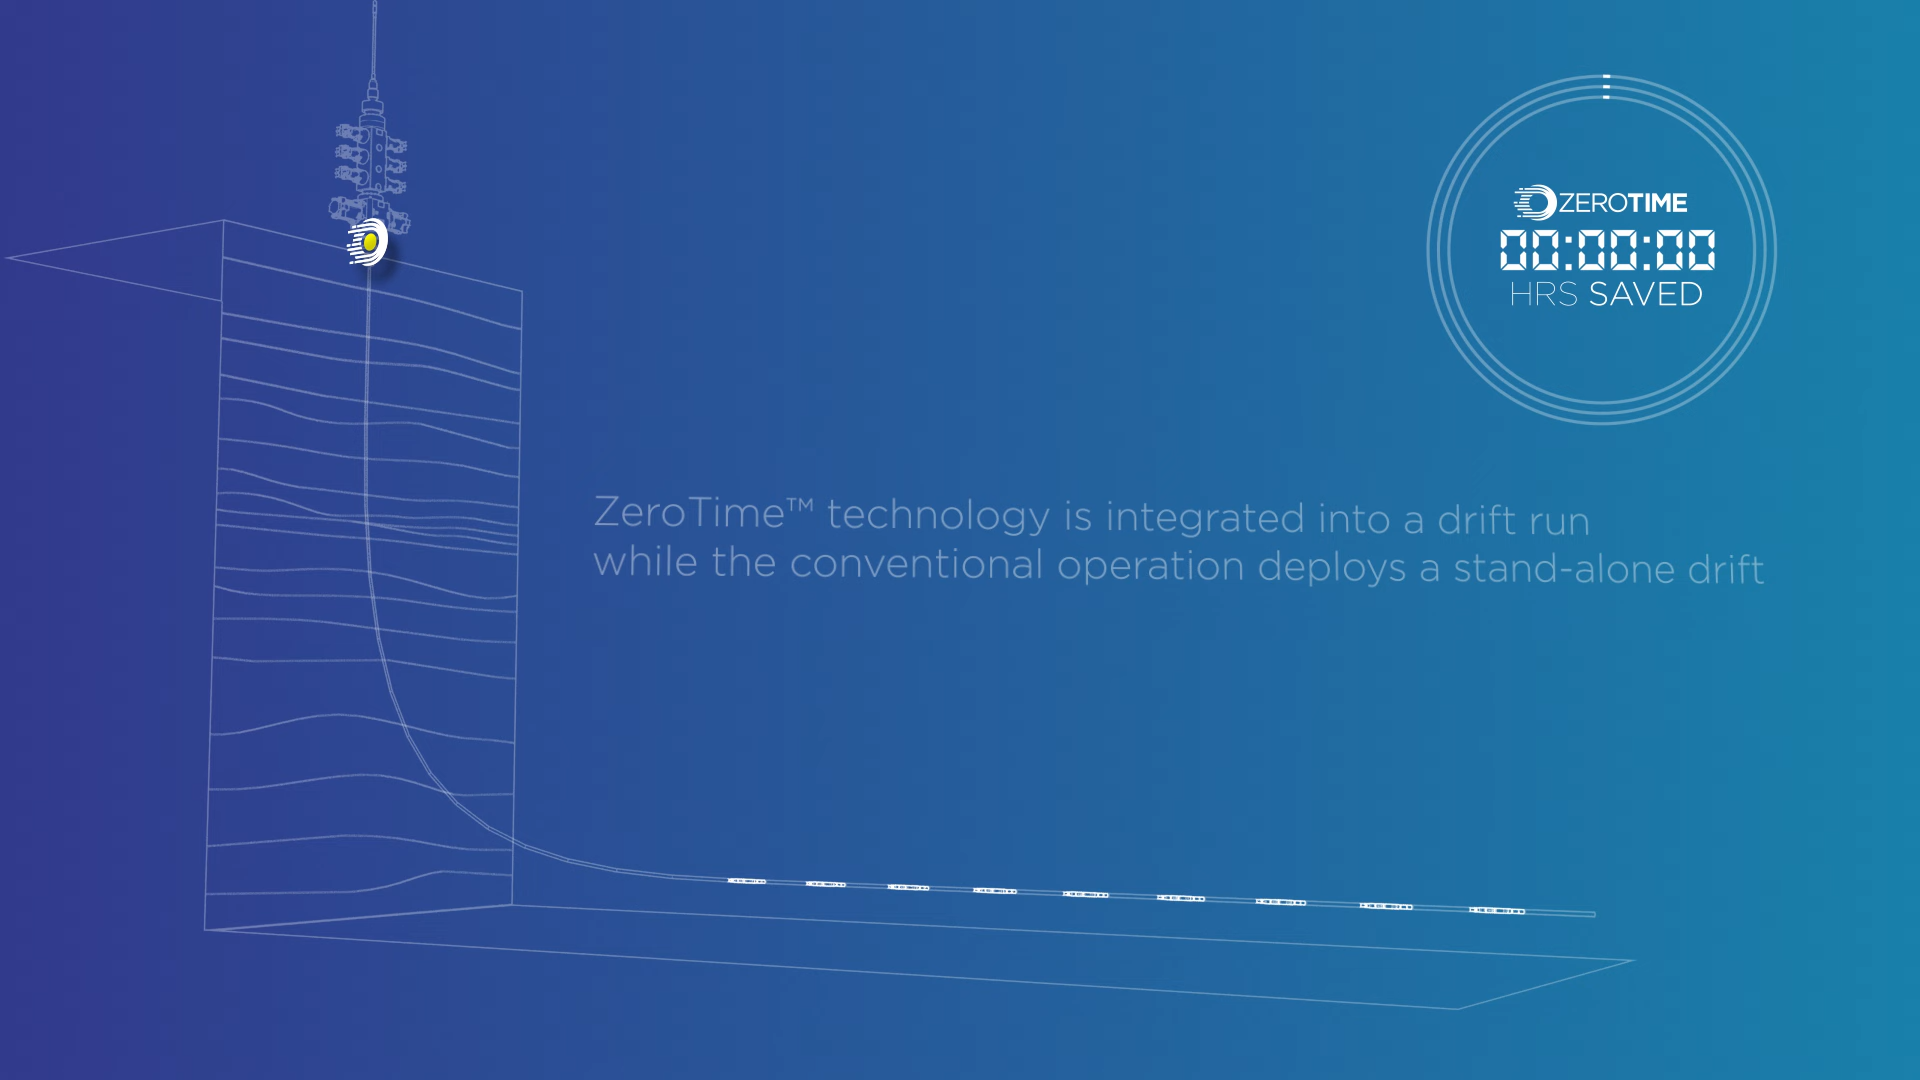 ZEROTIME
00:00:00
HRS SAVED
ZeroTime™ technology is integrated into a drift run
while the conventional operation deploys a stand-alone drift